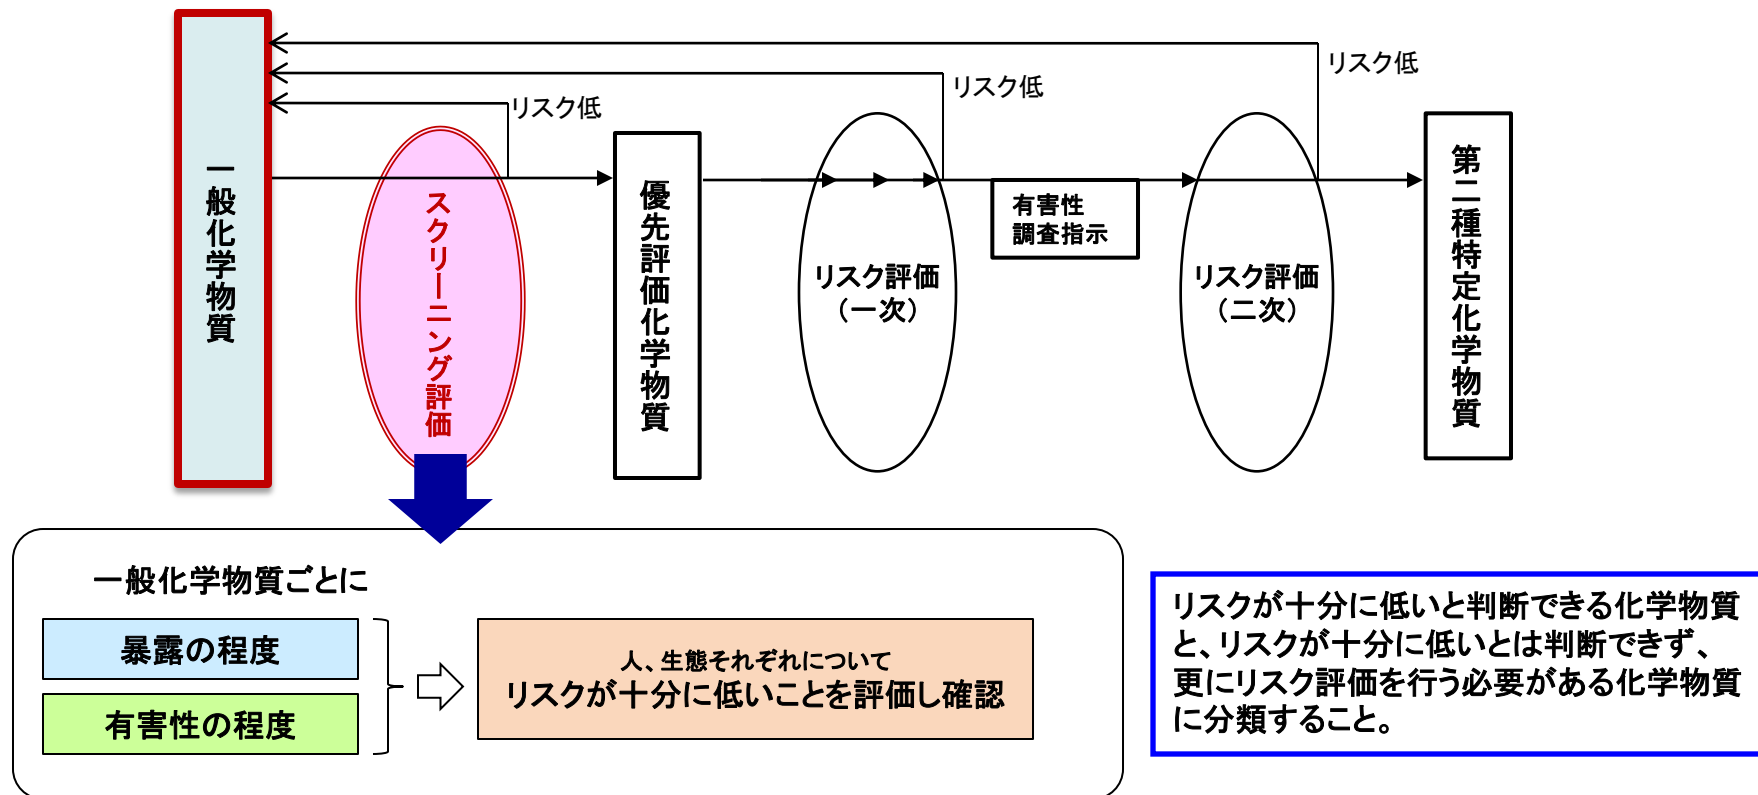 一般化学物質
スクリーニング評価
リスク低
優先評価化学物質
リスク評価
（一次）
リスク低
有害性
調査指示
リスク評価
（二次）
リスク低
第二種特定化学物質
一般化学物質ごとに
暴露の程度
有害性の程度
人、生態それぞれについて
リスクが十分に低いことを評価し確認
リスクが十分に低いと判断できる化学物質
と、リスクが十分に低いとは判断できず、
更にリスク評価を行う必要がある化学物質
に分類すること。